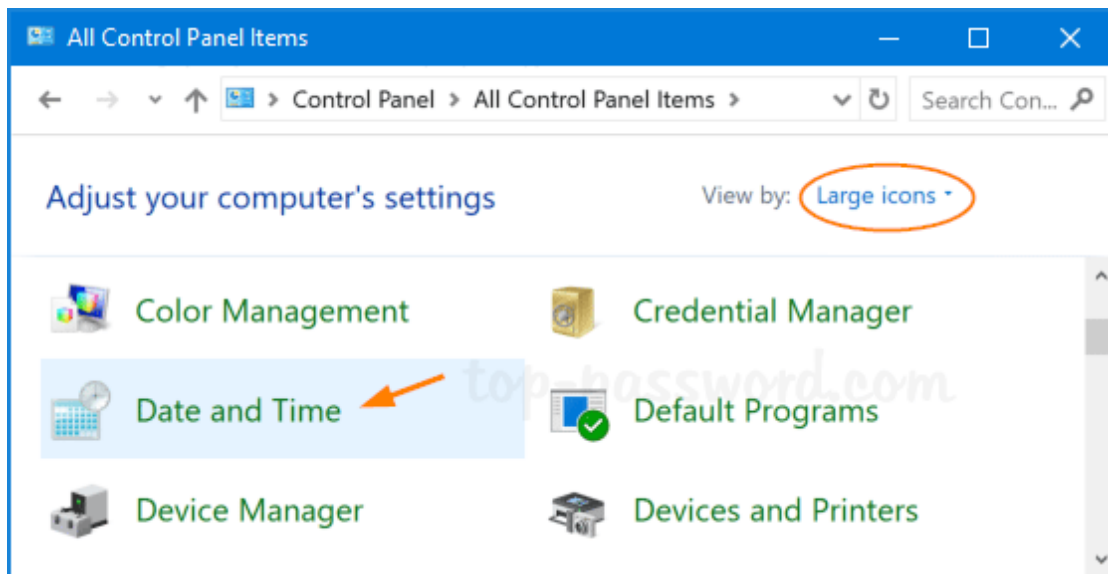 All Control Panel Items
Control Panel > All Control Panel Items > Search Con...
Adjust your computer's settings View by: Large icons
Color Management Credential Manager
top-password.com
Date and Time Default Programs
Device Manager Devices and Printers